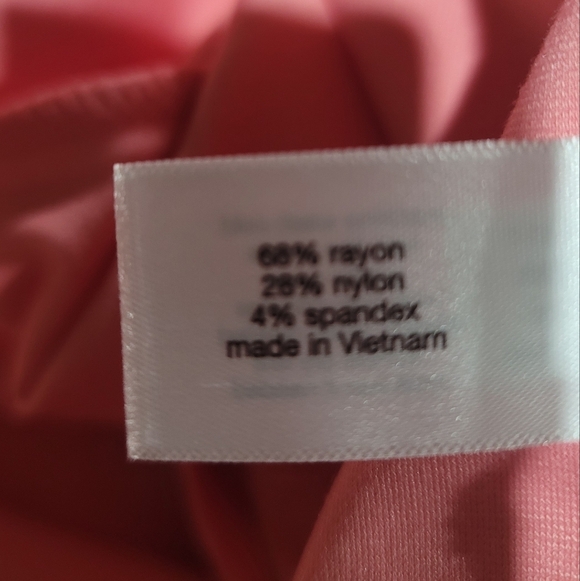 68% rayon
28% nylon
4% spandex
made in Vietnam